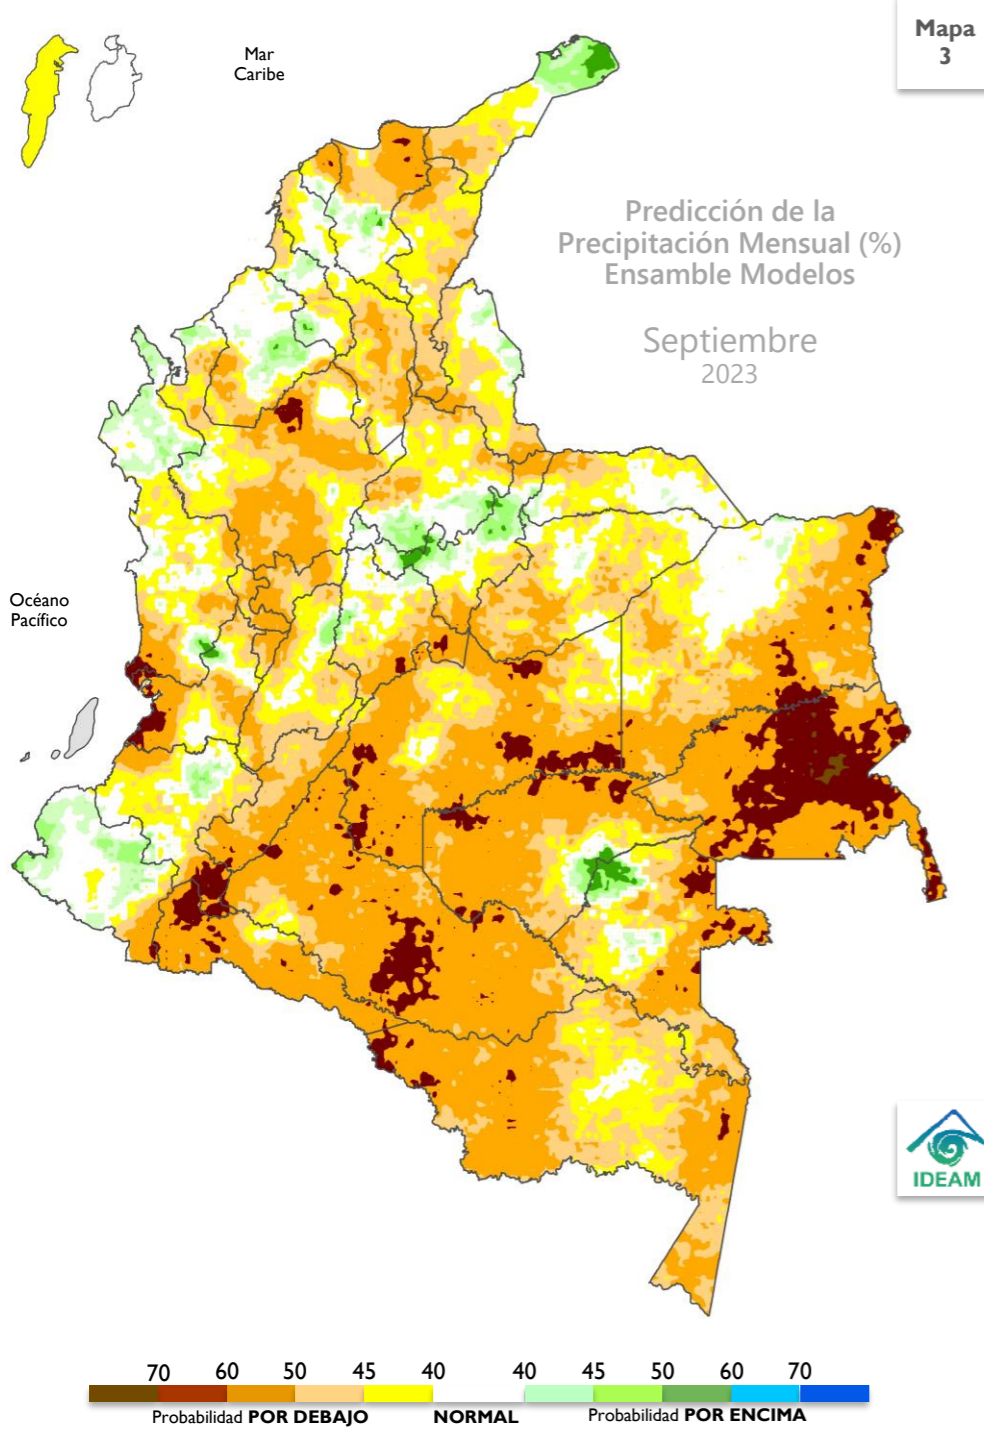 Mapa
3
Mar
Caribe
Predicción de la
Precipitación Mensual (%)
Ensamble Modelos
Septiembre
2023
Océano
Pacífico
IDEAM
70 60 50 45 40 40 45 50 60 70
Probabilidad POR DEBAJO NORMAL Probabilidad POR ENCIMA